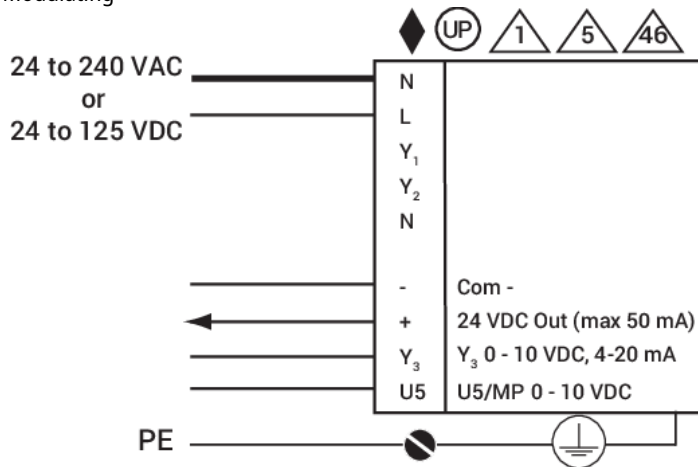 modulating
UP 1 5 46
24 to 240 VAC
or
24 to 125 VDC
N
L
Y1
Y2
N
- Com -
+ 24 VDC Out (max 50 mA)
Y3 Y3 0 - 10 VDC, 4-20 mA
U5 U5/MP 0 - 10 VDC
PE